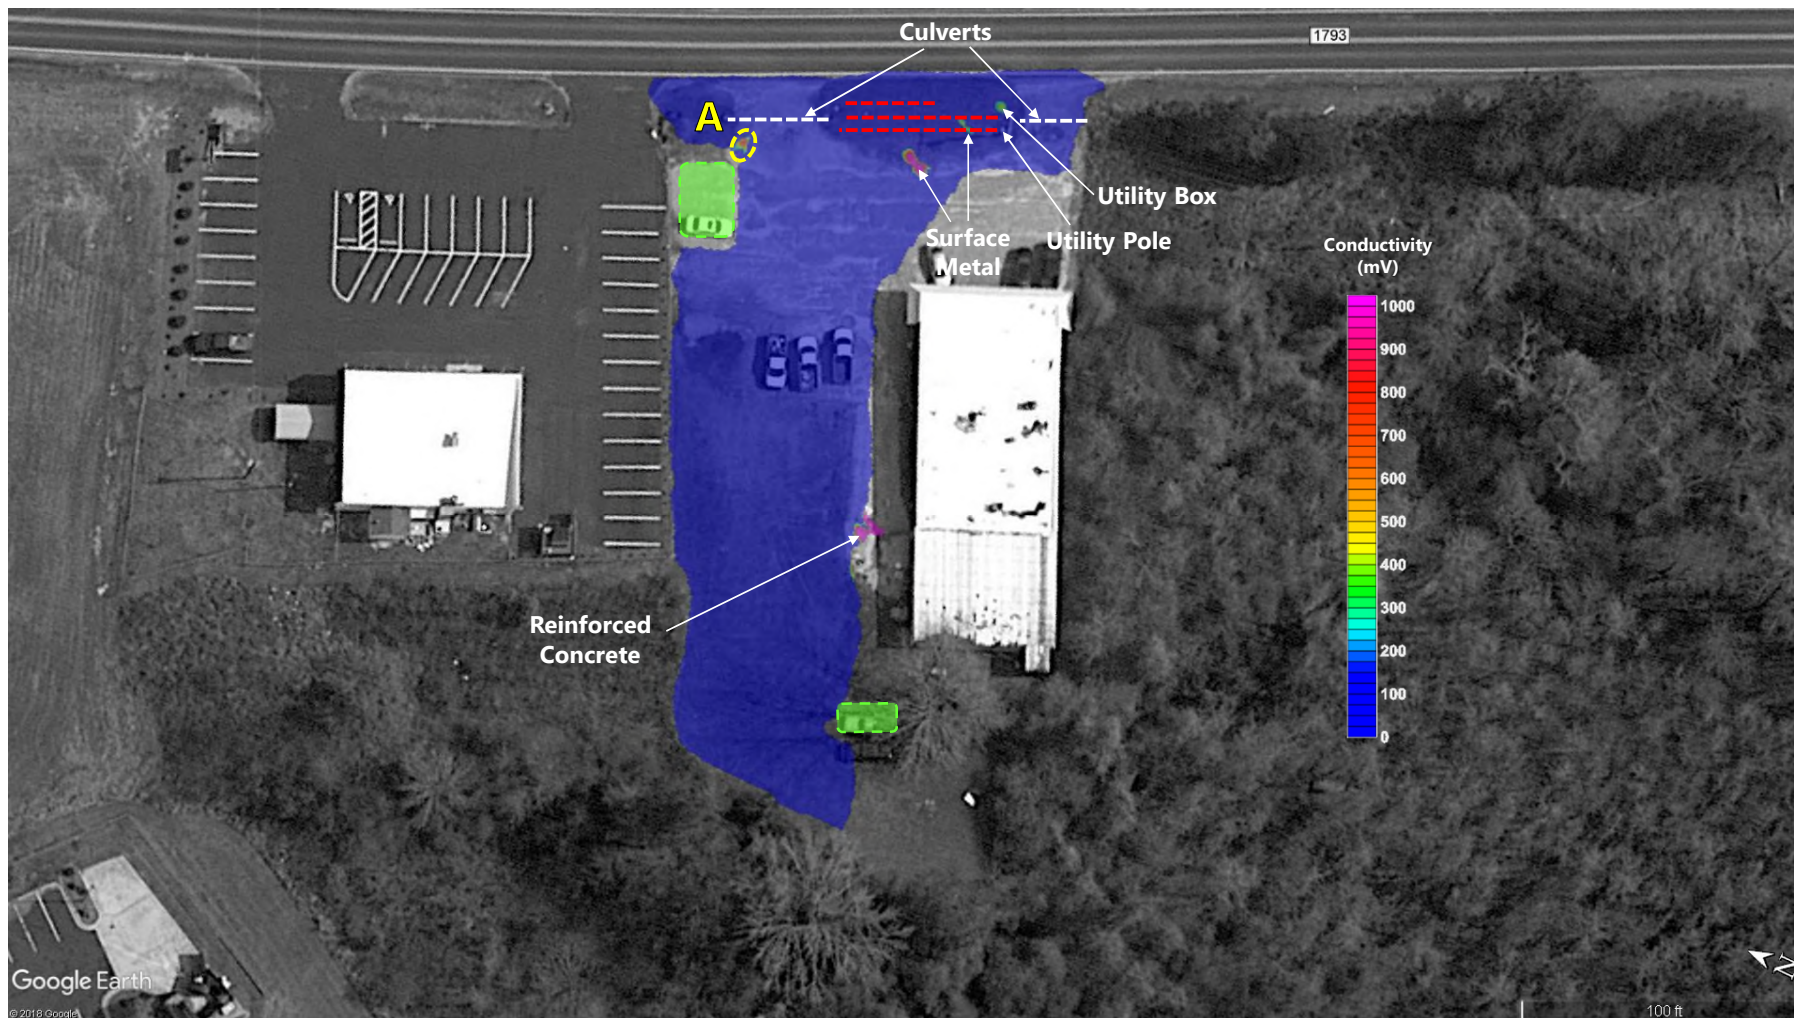 Culverts
1793
A
Utility Box
Surface
Metal
Utility Pole
Conductivity
(mV)
1000
900
800
700
600
500
400
300
200
100
0
Reinforced
Concrete
N
Google Earth
© 2018 Google
100 ft